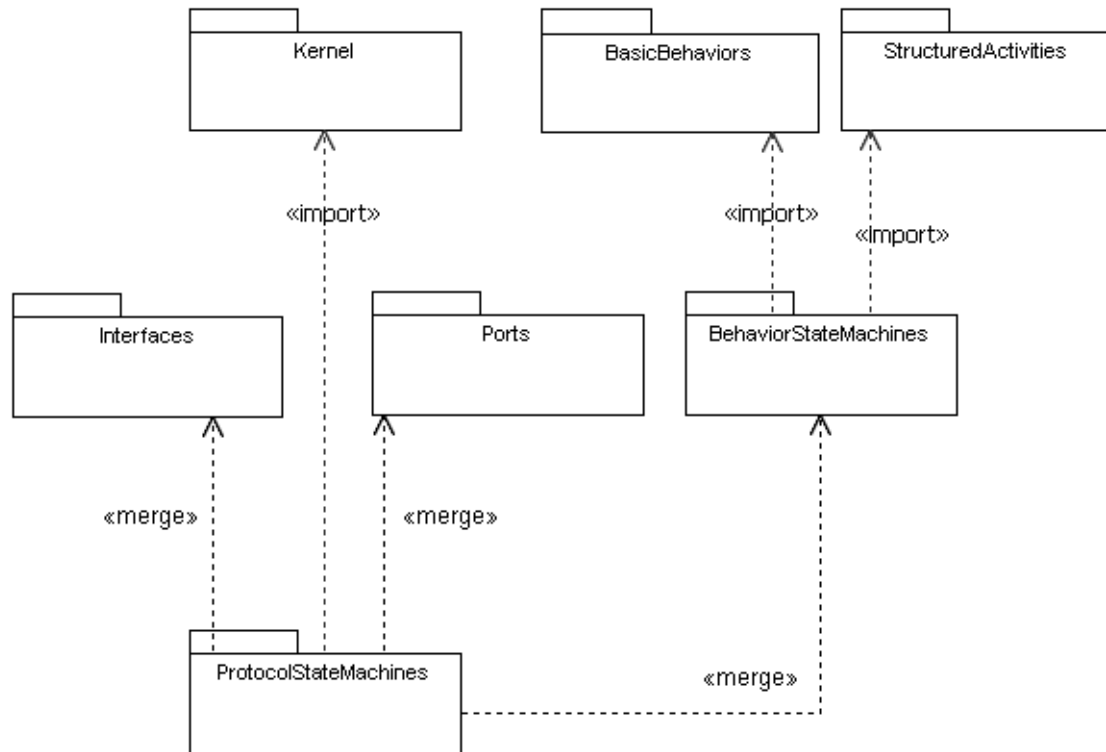 Kernel
BasicBehaviors
StructuredActivities
«import»
«import»
«import»
Interfaces
Ports
BehaviorStateMachines
«merge»
«merge»
ProtocolStateMachines
«merge»